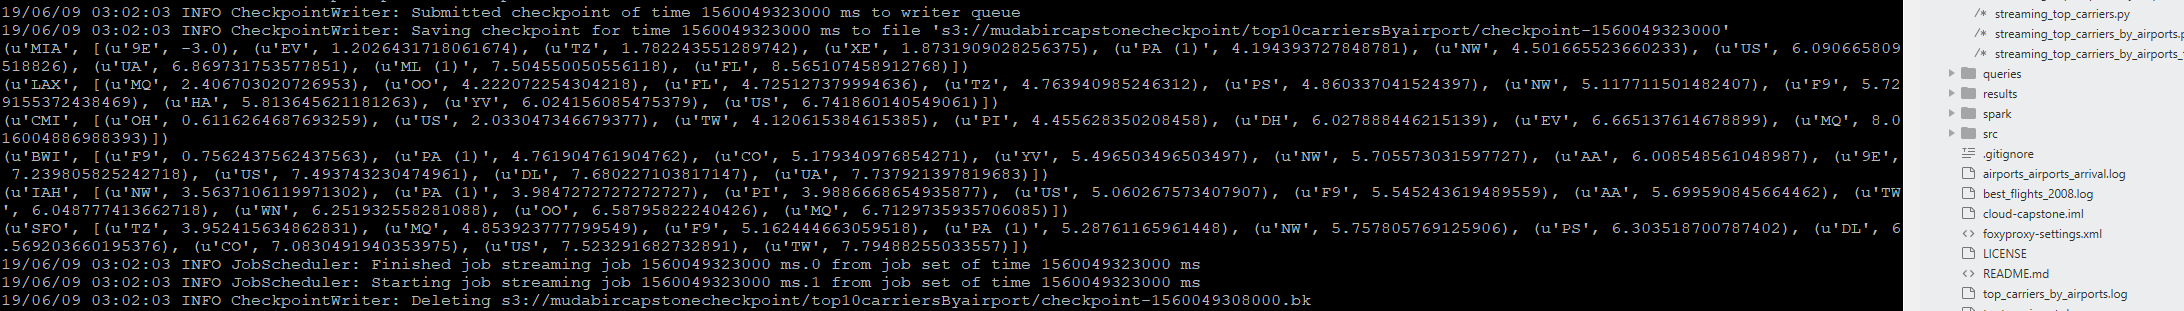 19/06/09 03:02:03 INFO CheckpointWriter: Submitted checkpoint of time 1560049323000 ms to writer queue
19/06/09 03:02:03 INFO CheckpointWriter: Saving checkpoint for time 1560049323000 ms to file 's3://mudabircapstonecheckpoint/top10carriersByairport/checkpoint-1560049323000'
(u'MIA', [(u'9E', -3.0), (u'EV', 1.2026431718061674), (u'TZ', 1.782243551289742), (u'XE', 1.8731909028256375), (u'PA (1)', 4.194393727848781), (u'NW', 4.501665523660233), (u'US', 6.090665809
518826), (u'UA', 6.869731753577851), (u'ML (1)', 7.504550050556118), (u'FL', 8.565107458912768)])
(u'LAX', [(u'MQ', 2.406703020726953), (u'OO', 4.222072254304218), (u'FL', 4.725127379994636), (u'TZ', 4.763940985246312), (u'PS', 4.860337041524397), (u'NW', 5.117711501482407), (u'F9', 5.72
9155372438469), (u'HA', 5.813645621181263), (u'YV', 6.024156085475379), (u'US', 6.741860140549061)])
(u'CMI', [(u'OH', 0.6116264687693259), (u'US', 2.033047346679377), (u'TW', 4.120615384615385), (u'PI', 4.455628350208458), (u'DH', 6.027888446215139), (u'EV', 6.665137614678899), (u'MQ', 8.0
16004886988393)])
(u'BWI', [(u'F9', 0.7562437562437563), (u'PA (1)', 4.761904761904762), (u'CO', 5.179340976854271), (u'YV', 5.496503496503497), (u'NW', 5.705573031597727), (u'AA', 6.008548561048987), (u'9E',
7.239805825242718), (u'US', 7.493743230474961), (u'DL', 7.680227103817147), (u'UA', 7.737921397819683)])
(u'IAH', [(u'NW', 3.5637106119971302), (u'PA (1)', 3.9847272727272727), (u'PI', 3.9886668654935877), (u'US', 5.060267573407907), (u'F9', 5.545243619489559), (u'AA', 5.699590845664462), (u'TW
', 6.048777413662718), (u'WN', 6.251932558281088), (u'OO', 6.58795822240426), (u'MQ', 6.7129735935706085)])
(u'SFO', [(u'TZ', 3.952415634862831), (u'MQ', 4.853923777799549), (u'F9', 5.162444663059518), (u'PA (1)', 5.28761165961448), (u'NW', 5.757805769125906), (u'PS', 6.303518700787402), (u'DL', 6
.569203660195376), (u'CO', 7.0830491940353975), (u'US', 7.523291682732891), (u'TW', 7.79488255033557)])
19/06/09 03:02:03 INFO JobScheduler: Finished job streaming job 1560049323000 ms.0 from job set of time 1560049323000 ms
19/06/09 03:02:03 INFO JobScheduler: Starting job streaming job 1560049323000 ms.1 from job set of time 1560049323000 ms
19/06/09 03:02:03 INFO CheckpointWriter: Deleting s3://mudabircapstonecheckpoint/top10carriersByairport/checkpoint-1560049308000.bk
/* streaming_top_carriers.py
/* streaming_top_carriers_by_airports.p
/* streaming_top_carriers_by_airports_
queries
results
spark
src
.gitignore
airports_airports_arrival.log
best_flights_2008.log
cloud-capstone.iml
<> foxyproxy-settings.xml
LICENSE
<> README.md
top_carriers_by_airports.log